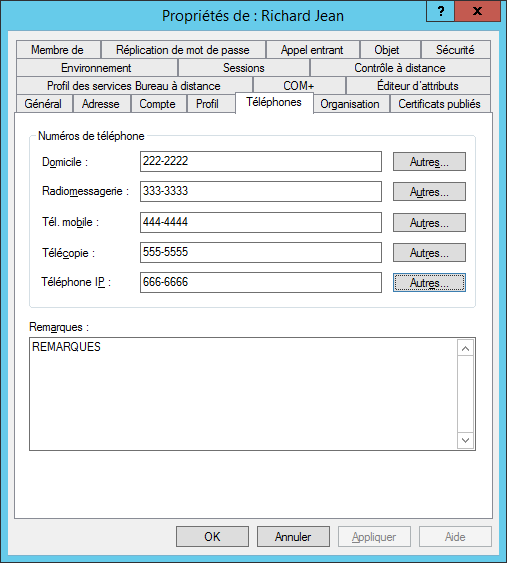 Propriétés de : Richard Jean
? x
Membre de Réplication de mot de passe Appel entrant Objet Sécurité
Environnement Sessions Contrôle à distance
Profil des services Bureau à distance COM+ Éditeur d'attributs
Général Adresse Compte Profil Téléphones Organisation Certificats publiés
Numéros de téléphone
Domicile : 222-2222 Autres...
Radiomessagerie : 333-3333 Autres...
Tél. mobile : 444-4444 Autres...
Télécopie : 555-5555 Autres...
Téléphone IP : 666-6666 Autres...
Remarques :
REMARQUES
OK Annuler Appliquer Aide